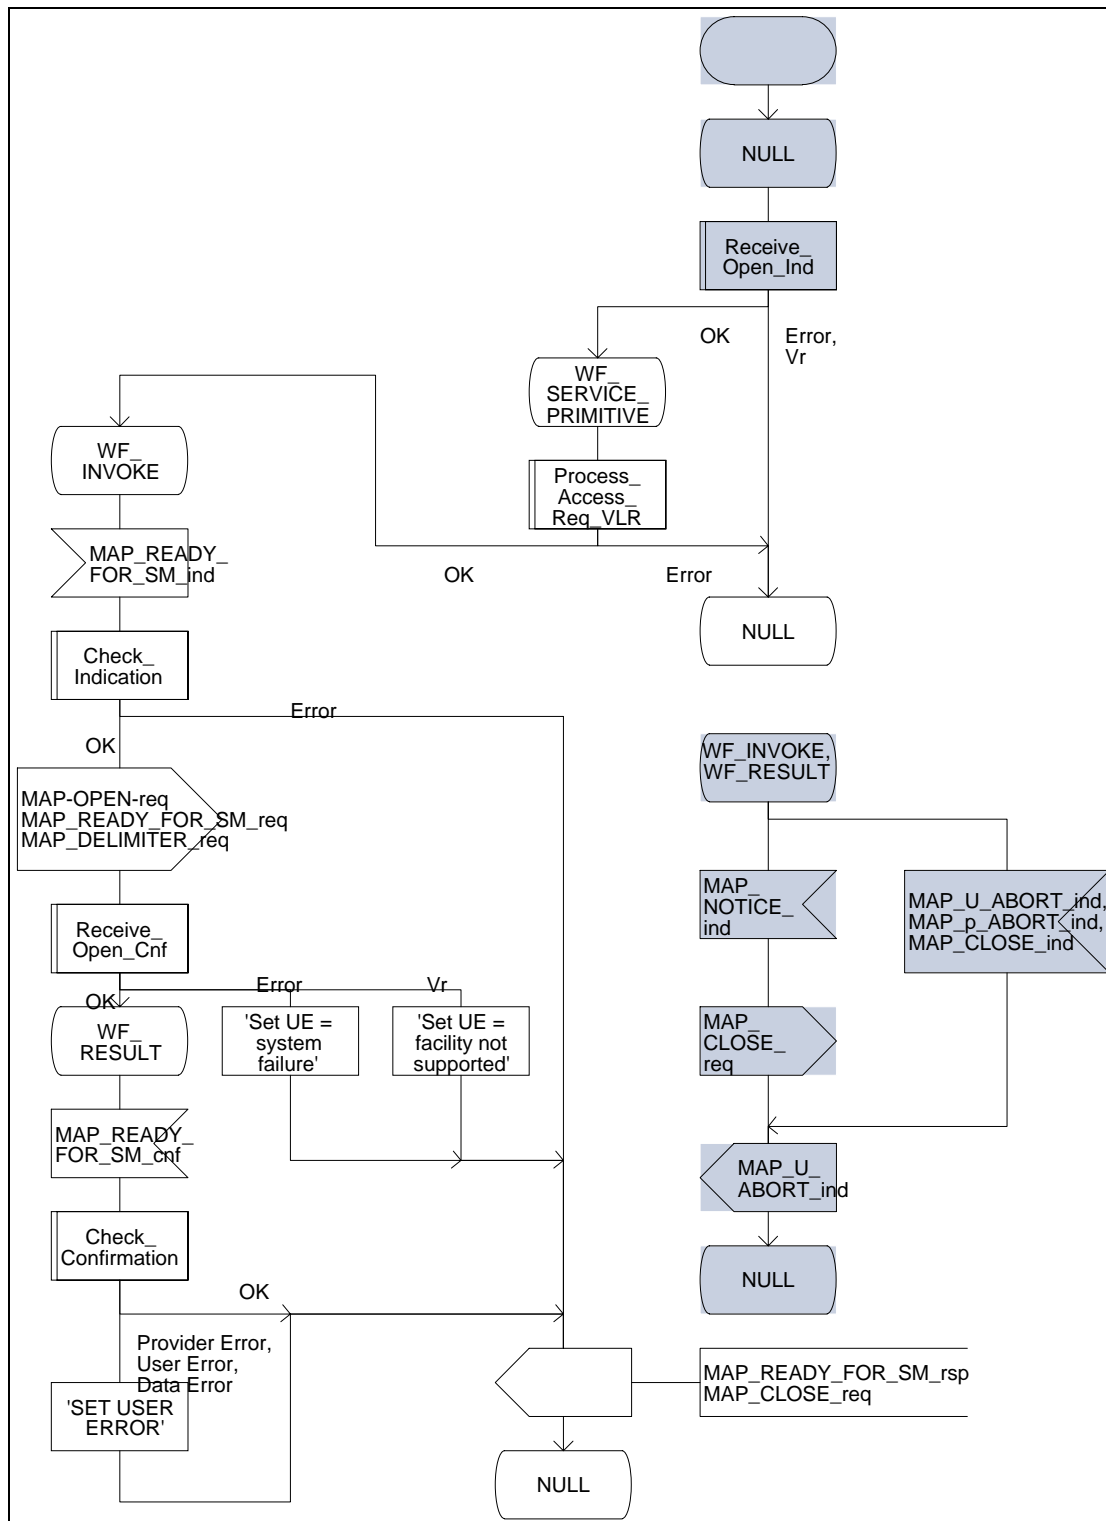 NULL
Receive_
Open_Ind
OK
Error,
Vr
WF_
SERVICE_
PRIMITIVE
WF_
INVOKE
Process_
Access_
Req_VLR
MAP_READY_
FOR_SM_ind
OK
Error
NULL
Check_
Indication
Error
OK
WF_INVOKE,
WF_RESULT
MAP-OPEN-req
MAP_READY_FOR_SM_req
MAP_DELIMITER_req
MAP_
NOTICE_
ind
MAP_U_ABORT_ind,
MAP_p_ABORT_ind,
MAP_CLOSE_ind
Receive_
Open_Cnf
OK
Error
Vr
WF_
RESULT
'Set UE =
system
failure'
'Set UE =
facility not
supported'
MAP_
CLOSE_
req
MAP_READY_
FOR_SM_cnf
MAP_U_
ABORT_ind
Check_
Confirmation
NULL
OK
Provider Error,
User Error,
Data Error
'SET USER
ERROR'
MAP_READY_FOR_SM_rsp
MAP_CLOSE_req
NULL